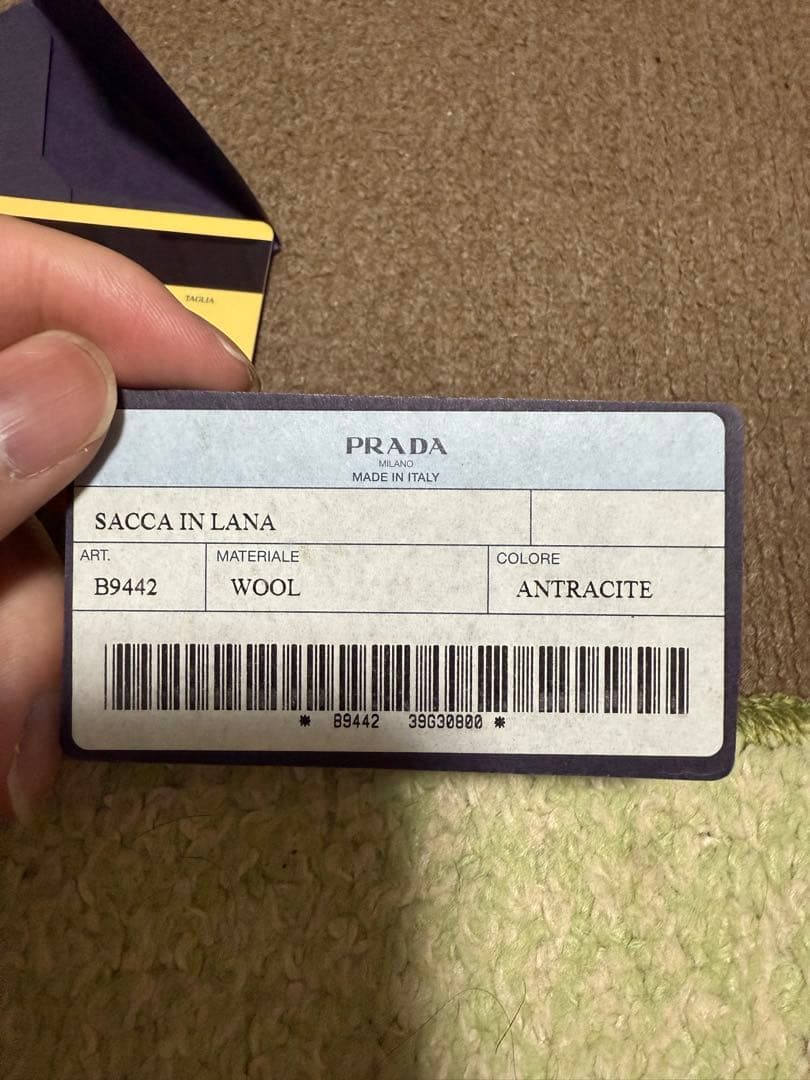 TAGLIA
PRADA
MILANO
MADE IN ITALY
SACCA IN LANA
ART. MATERIALE COLORE
B9442 WOOL ANTRACITE
* B9442 39G30800 *